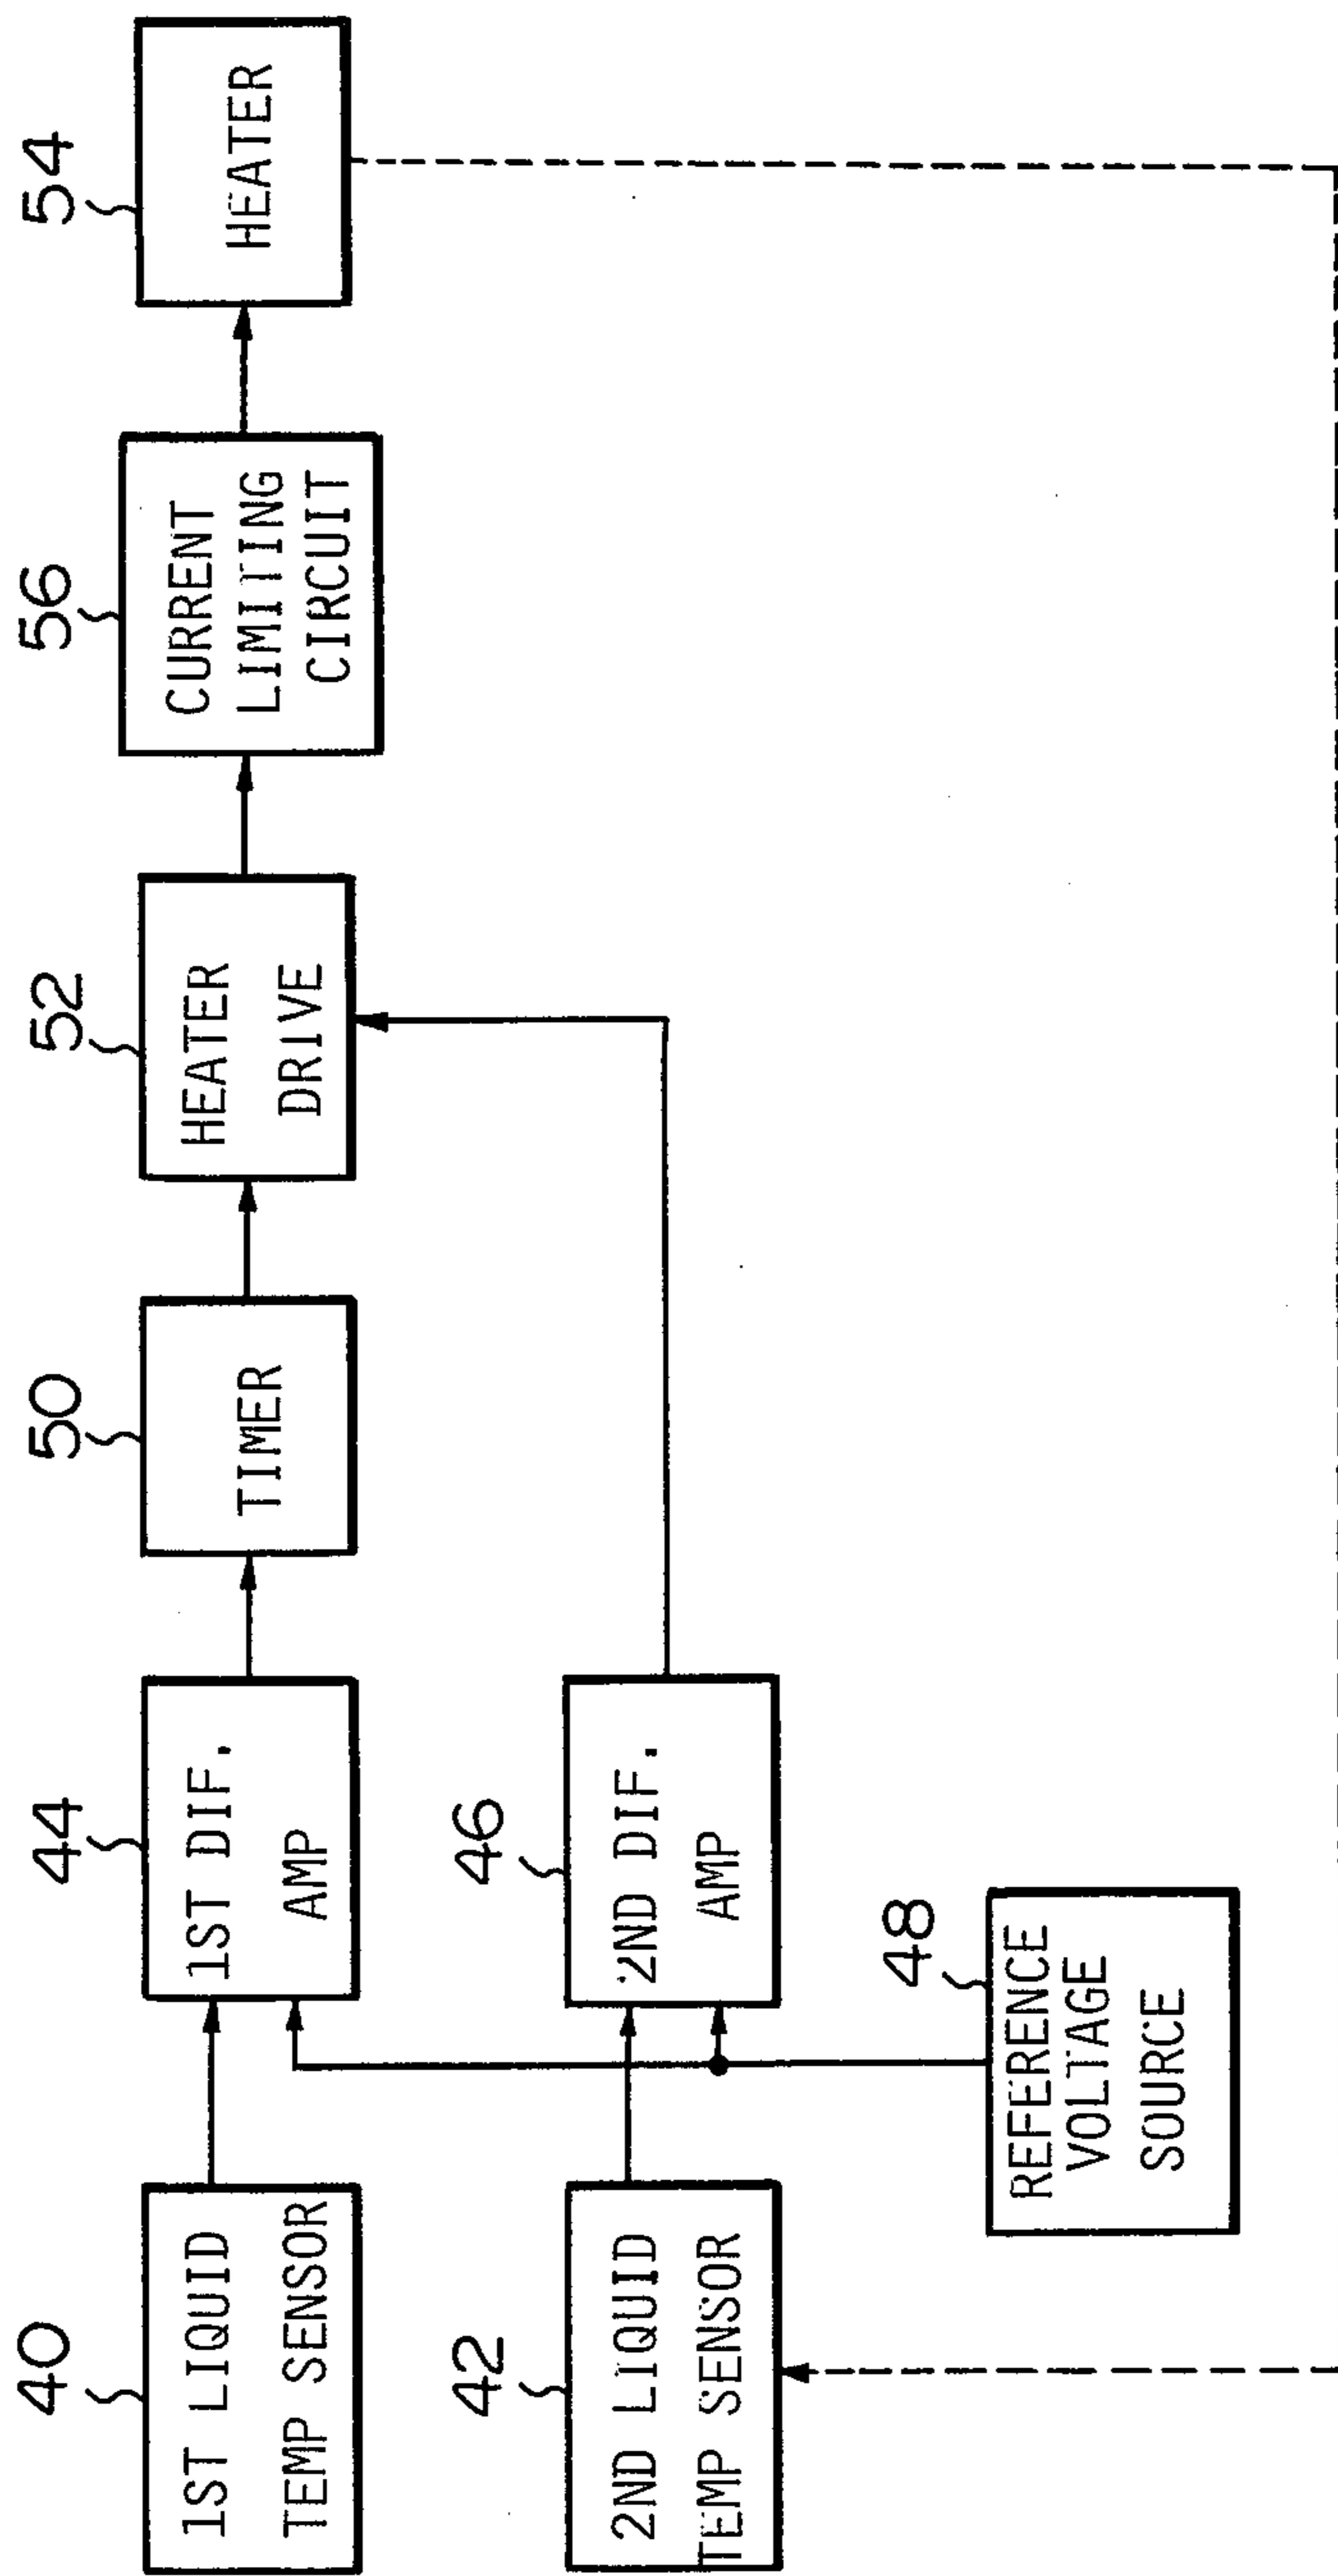 40
1ST LIQUID
TEMP SENSOR
44
1ST DIF.
AMP
50
TIMER
52
HEATER
DRIVE
56
CURRENT
LIMITING
CIRCUIT
54
HEATER
42
2ND LIQUID
TEMP SENSOR
46
2ND DIF.
AMP
48
REFERENCE
VOLTAGE
SOURCE